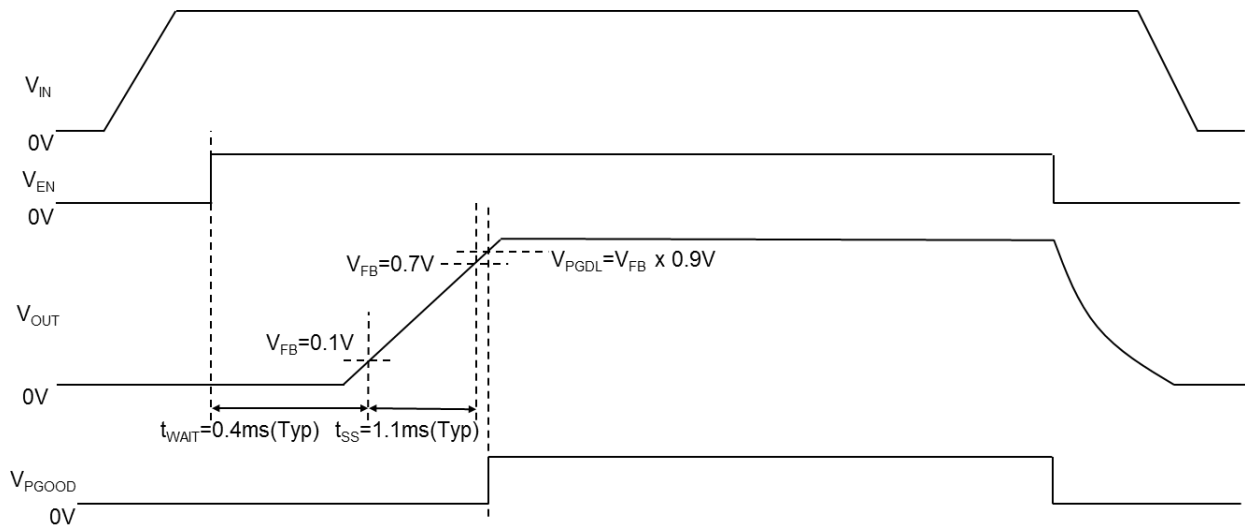 V_IN
0V
V_EN
0V
V_FB=0.7V
V_PGDL=V_FB x 0.9V
V_OUT
V_FB=0.1V
0V
t_WAIT=0.4ms(Typ)
t_SS=1.1ms(Typ)
V_PGOOD
0V